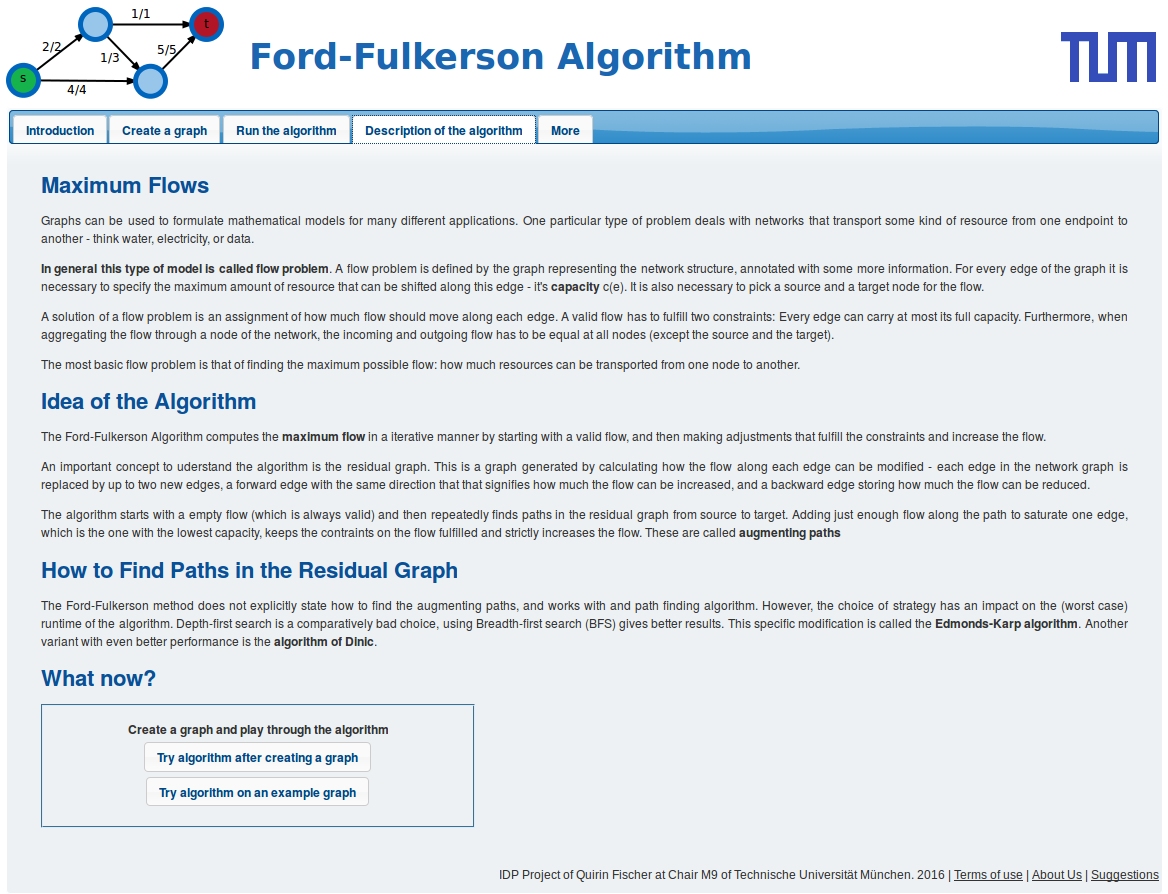 1/1
t
2/2
1/3
5/5
s
4/4
Ford-Fulkerson Algorithm
TUM
Introduction
Create a graph
Run the algorithm
Description of the algorithm
More
Maximum Flows
Graphs can be used to formulate mathematical models for many different applications. One particular type of problem deals with networks that transport some kind of resource from one endpoint to
another - think water, electricity, or data.
In general this type of model is called flow problem. A flow problem is defined by the graph representing the network structure, annotated with some more information. For every edge of the graph it is
necessary to specify the maximum amount of resource that can be shifted along this edge - it's capacity c(e). It is also necessary to pick a source and a target node for the flow.
A solution of a flow problem is an assignment of how much flow should move along each edge. A valid flow has to fulfill two constraints: Every edge can carry at most its full capacity. Furthermore, when
aggregating the flow through a node of the network, the incoming and outgoing flow has to be equal at all nodes (except the source and the target).
The most basic flow problem is that of finding the maximum possible flow: how much resources can be transported from one node to another.
Idea of the Algorithm
The Ford-Fulkerson Algorithm computes the maximum flow in a iterative manner by starting with a valid flow, and then making adjustments that fulfill the constraints and increase the flow.
An important concept to uderstand the algorithm is the residual graph. This is a graph generated by calculating how the flow along each edge can be modified - each edge in the network graph is
replaced by up to two new edges, a forward edge with the same direction that that signifies how much the flow can be increased, and a backward edge storing how much the flow can be reduced.
The algorithm starts with a empty flow (which is always valid) and then repeatedly finds paths in the residual graph from source to target. Adding just enough flow along the path to saturate one edge,
which is the one with the lowest capacity, keeps the contraints on the flow fulfilled and strictly increases the flow. These are called augmenting paths
How to Find Paths in the Residual Graph
The Ford-Fulkerson method does not explicitly state how to find the augmenting paths, and works with and path finding algorithm. However, the choice of strategy has an impact on the (worst case)
runtime of the algorithm. Depth-first search is a comparatively bad choice, using Breadth-first search (BFS) gives better results. This specific modification is called the Edmonds-Karp algorithm. Another
variant with even better performance is the algorithm of Dinic.
What now?
Create a graph and play through the algorithm
Try algorithm after creating a graph
Try algorithm on an example graph
IDP Project of Quirin Fischer at Chair M9 of Technische Universität München. 2016 | Terms of use | About Us | Suggestions